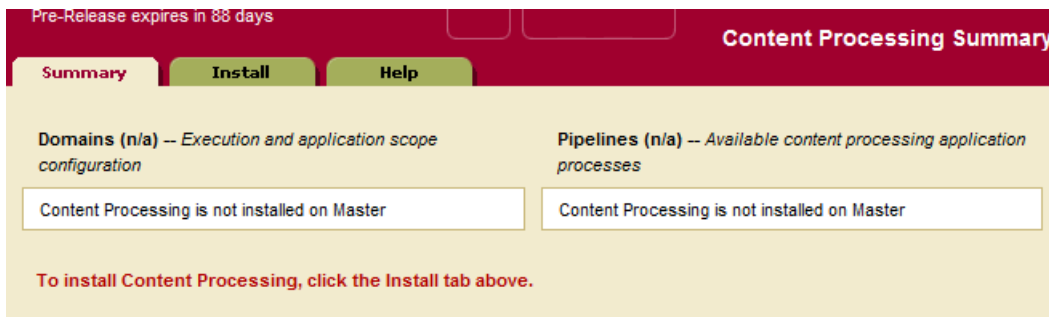 Pre-Release expires in 88 days
Content Processing Summary
Summary Install Help
Domains (n/a) -- Execution and application scope
configuration
Pipelines (n/a) -- Available content processing application
processes
Content Processing is not installed on Master
Content Processing is not installed on Master
To install Content Processing, click the Install tab above.